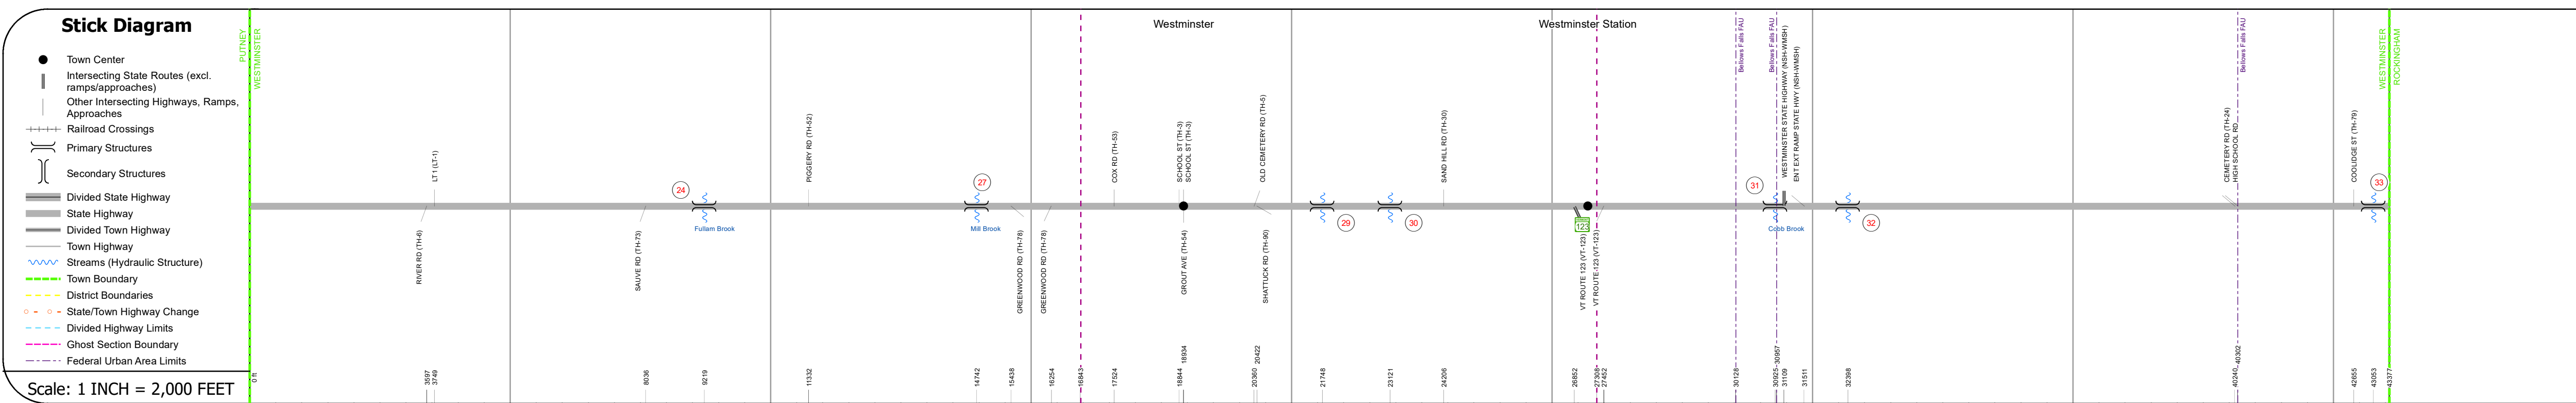 Stick Diagram
Town Center
Intersecting State Routes (excl.
ramps/approaches)
Other Intersecting Highways, Ramps,
Approaches
Railroad Crossings
Primary Structures
Secondary Structures
Divided State Highway
State Highway
Divided Town Highway
Town Highway
Streams (Hydraulic Structure)
Town Boundary
District Boundaries
State/Town Highway Change
Divided Highway Limits
Ghost Section Boundary
Federal Urban Area Limits
Scale: 1 INCH = 2,000 FEET
PUTNEY
WESTMINSTER
Westminster
Westminster Station
Bellows Falls FAU
Bellows Falls FAU
Bellows Falls FAU
WESTMINSTER
ROCKINGHAM
LT 1 (LT-1)
PIGGERY RD (TH-52)
COX RD (TH-53)
SCHOOL ST (TH-3)
SCHOOL ST (TH-3)
OLD CEMETERY RD (TH-5)
SAND HILL RD (TH-30)
WESTMINSTER STATE HIGHWAY (NSH-WMSH)
ENT EXT RAMP STATE HWY (NSH-WMSH)
CEMETERY RD (TH-24)
HIGH SCHOOL RD
COOLIDGE ST (TH-79)
24
27
29
30
31
32
33
Fullam Brook
Mill Brook
Cobb Brook
123
RIVER RD (TH-6)
SAUVE RD (TH-73)
GREENWOOD RD (TH-78)
GREENWOOD RD (TH-78)
GROUT AVE (TH-54)
SHATTUCK RD (TH-90)
VT ROUTE 123 (VT-123)
VT ROUTE-123 (VT-123)
0 ft
3597
3749
8036
9219
11332
14742
15438
16254
16843
17524
18844
18934
20360
20422
21748
23121
24206
26852
27308
27452
30128
30925
30957
31109
31511
32398
40240
40302
42655
43053
43377